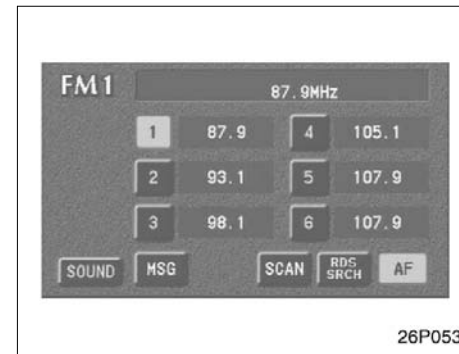 FM1
87.9MHz
1 87.9 4 105.1
2 93.1 5 107.9
3 98.1 6 107.9
SOUND MSG SCAN RDS SRCH AF
26P053